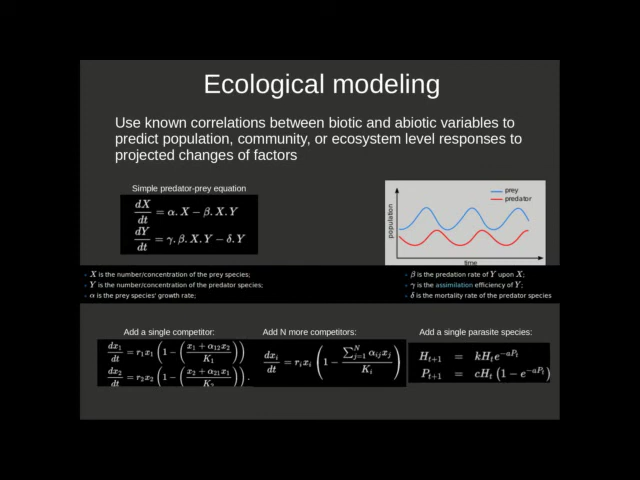 Ecological modeling
Use known correlations between biotic and abiotic variables to
predict population, community, or ecosystem level responses to
projected changes of factors
Simple predator-prey equation
dX/dt = α.X − β.X.Y
dY/dt = γ.β.X.Y − δ.Y
prey
predator
population
time
X is the number/concentration of the prey species;
Y is the number/concentration of the predator species;
α is the prey species' growth rate;
β is the predation rate of Y upon X;
γ is the assimilation efficiency of Y;
δ is the mortality rate of the predator species
Add a single competitor:
dx₁/dt = r₁x₁ (1 − ((x₁ + α₁₂x₂)/K₁))
dx₂/dt = r₂x₂ (1 − ((x₂ + α₂₁x₁)/K₂)).
Add N more competitors:
dxᵢ/dt = rᵢxᵢ (1 − (∑ᴺⱼ₌₁ αᵢⱼxⱼ)/Kᵢ)
Add a single parasite species:
Hₜ₊₁ = kHₜe^(−aPₜ)
Pₜ₊₁ = cHₜ (1 − e^(−aPₜ))